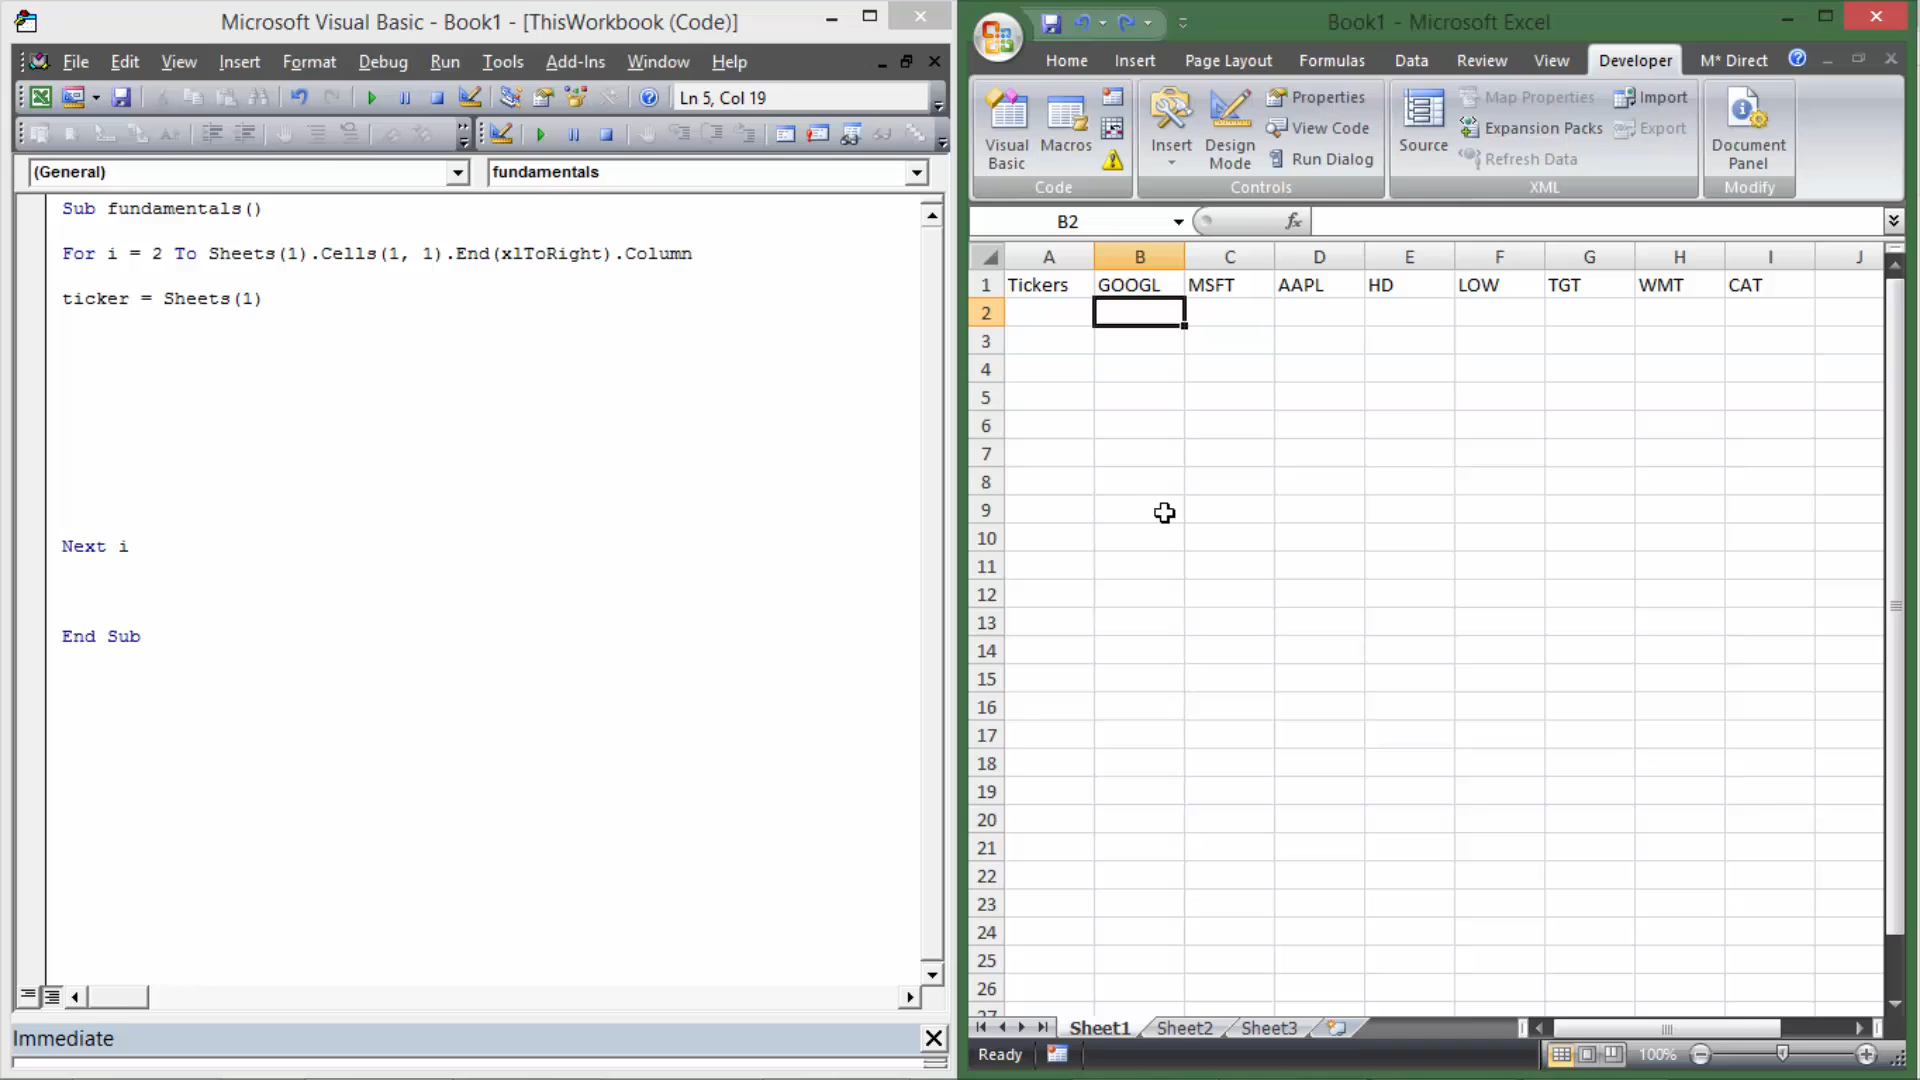 Microsoft Visual Basic - Book1 - [ThisWorkbook (Code)]
File Edit View Insert Format Debug Run Tools Add-Ins Window Help
Ln 5, Col 19
(General)
fundamentals
Sub fundamentals()
For i = 2 To Sheets(1).Cells(1, 1).End(xlToRight).Column
ticker = Sheets(1)
Next i
End Sub
Immediate
Book1 - Microsoft Excel
Home Insert Page Layout Formulas Data Review View Developer M* Direct
Visual Basic
Macros
Code
Insert
Design Mode
Properties
View Code
Run Dialog
Controls
Source
Map Properties
Expansion Packs
Refresh Data
Import
Export
XML
Document Panel
Modify
B2
fx
A B C D E F G H I J
1 Tickers GOOGL MSFT AAPL HD LOW TGT WMT CAT
2
3
4
5
6
7
8
9
10
11
12
13
14
15
16
17
18
19
20
21
22
23
24
25
26
27
Sheet1 Sheet2 Sheet3
Ready
100%